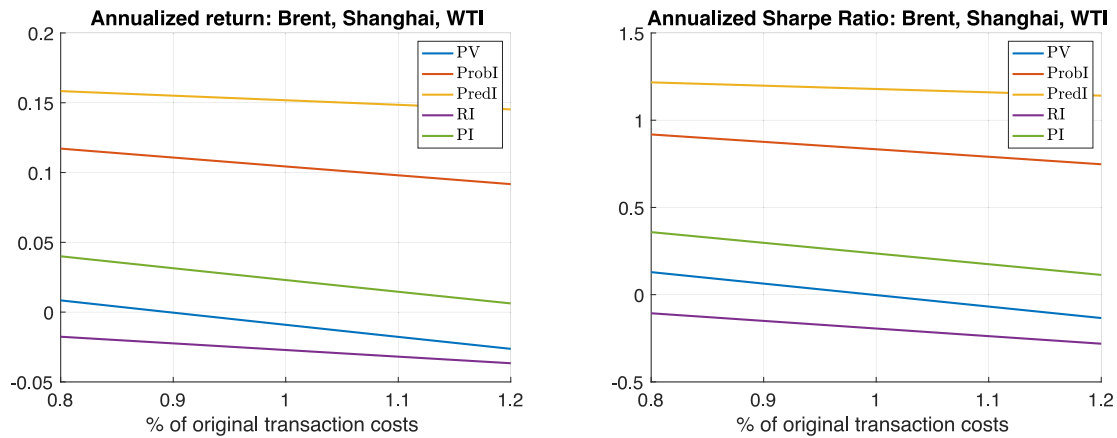 Annualized return: Brent, Shanghai, WTI
0.2
0.15
0.1
0.05
0
-0.05
0.8
0.9
1
1.1
1.2
% of original transaction costs
PV
ProbI
PredI
RI
PI
Annualized Sharpe Ratio: Brent, Shanghai, WTI
1.5
1
0.5
0
-0.5
0.8
0.9
1
1.1
1.2
% of original transaction costs
PV
ProbI
PredI
RI
PI